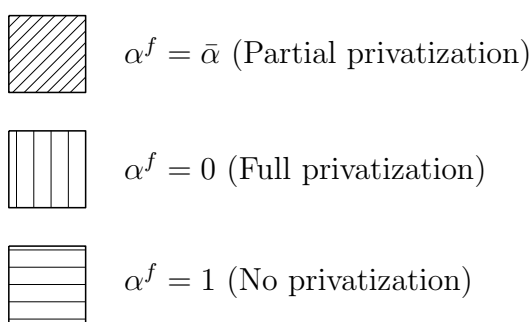 α^f = ᾱ (Partial privatization)
α^f = 0 (Full privatization)
α^f = 1 (No privatization)